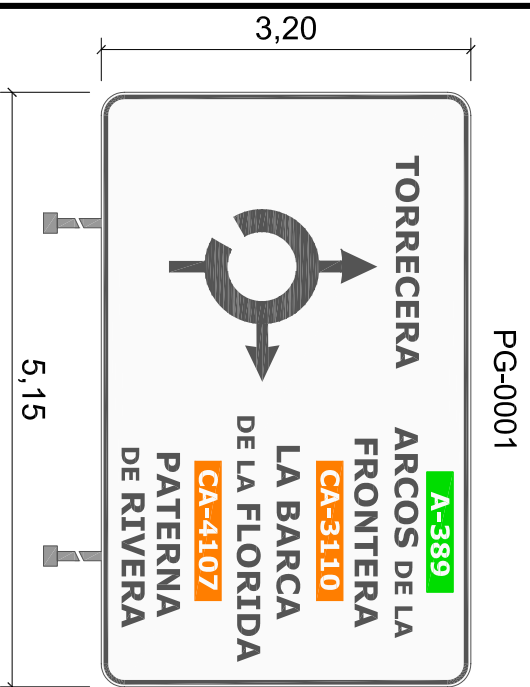 PG-0001
3,20
5,15
TORRECERA
A-389
ARCOS DE LA
FRONTERA
CA-3110
LA BARCA
DE LA FLORIDA
CA-4107
PATERNA
DE RIVERA